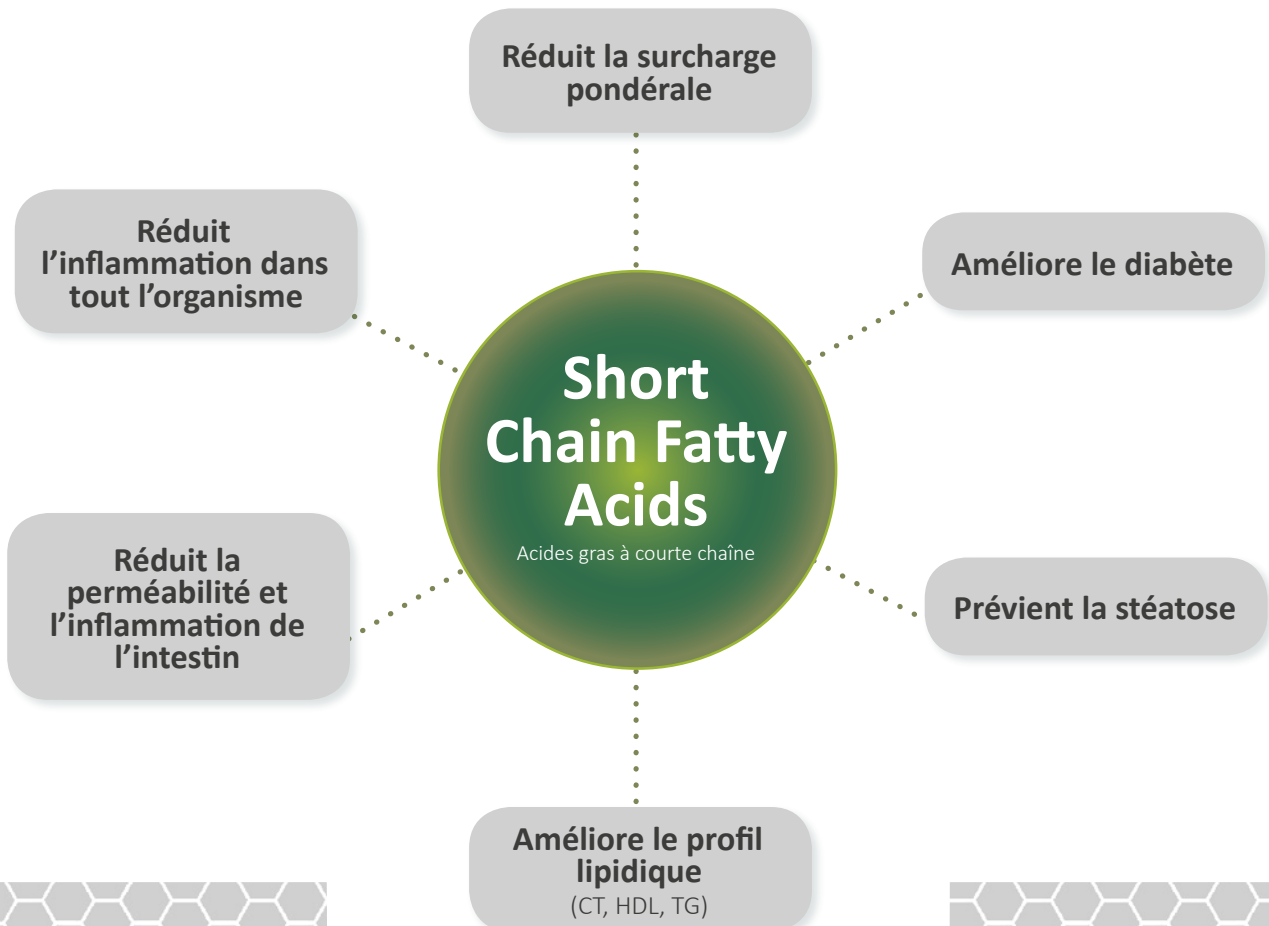 Réduit la surcharge
pondérale
Réduit
l’inflammation dans
tout l’organisme
Améliore le diabète
Short
Chain Fatty
Acids
Acides gras à courte chaîne
Réduit la
perméabilité et
l’inflammation de
l’intestin
Prévient la stéatose
Améliore le profil
lipidique
(CT, HDL, TG)